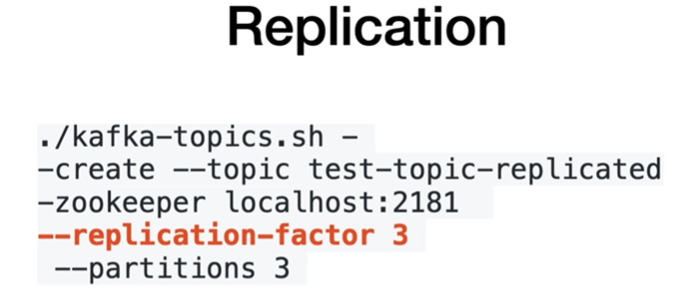 Replication
./kafka-topics.sh -
-create --topic test-topic-replicated
-zookeeper localhost:2181
--replication-factor 3
--partitions 3